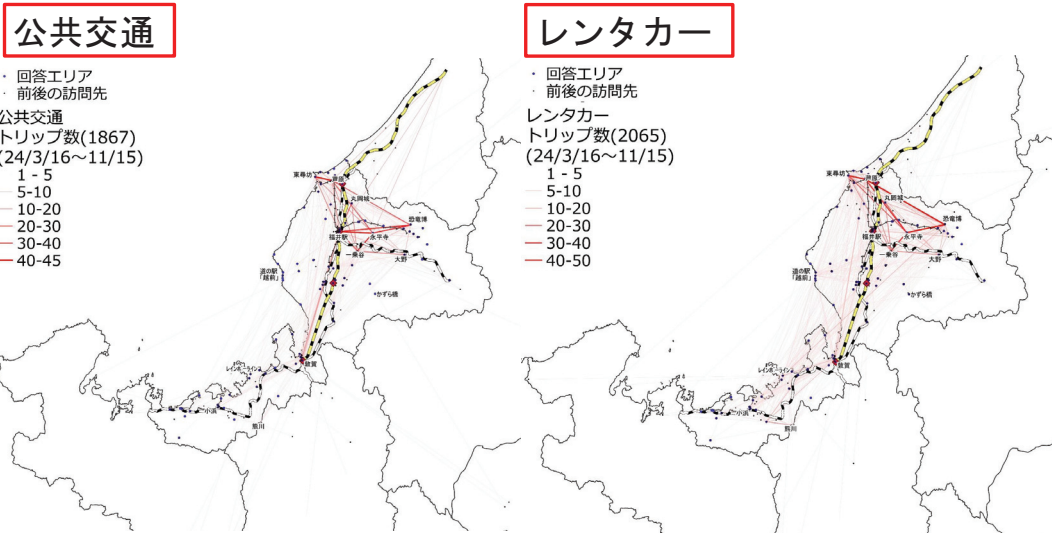 公共交通
・ 回答エリア
・ 前後の訪問先
公共交通
トリップ数(1867)
(24/3/16～11/15)
1 - 5
5-10
10-20
20-30
30-40
40-45
東尋坊
芦原
丸岡城
恐竜博
福井駅
永平寺
一乗谷
大野
道の駅
「越前」
かずら橋
敦賀
レインボーライン
小浜
熊川
レンタカー
・ 回答エリア
・ 前後の訪問先
レンタカー
トリップ数(2065)
(24/3/16～11/15)
1 - 5
5-10
10-20
20-30
30-40
40-50
東尋坊
芦原
丸岡城
恐竜博
福井駅
永平寺
一乗谷
大野
道の駅
「越前」
かずら橋
敦賀
レインボーライン
小浜
熊川